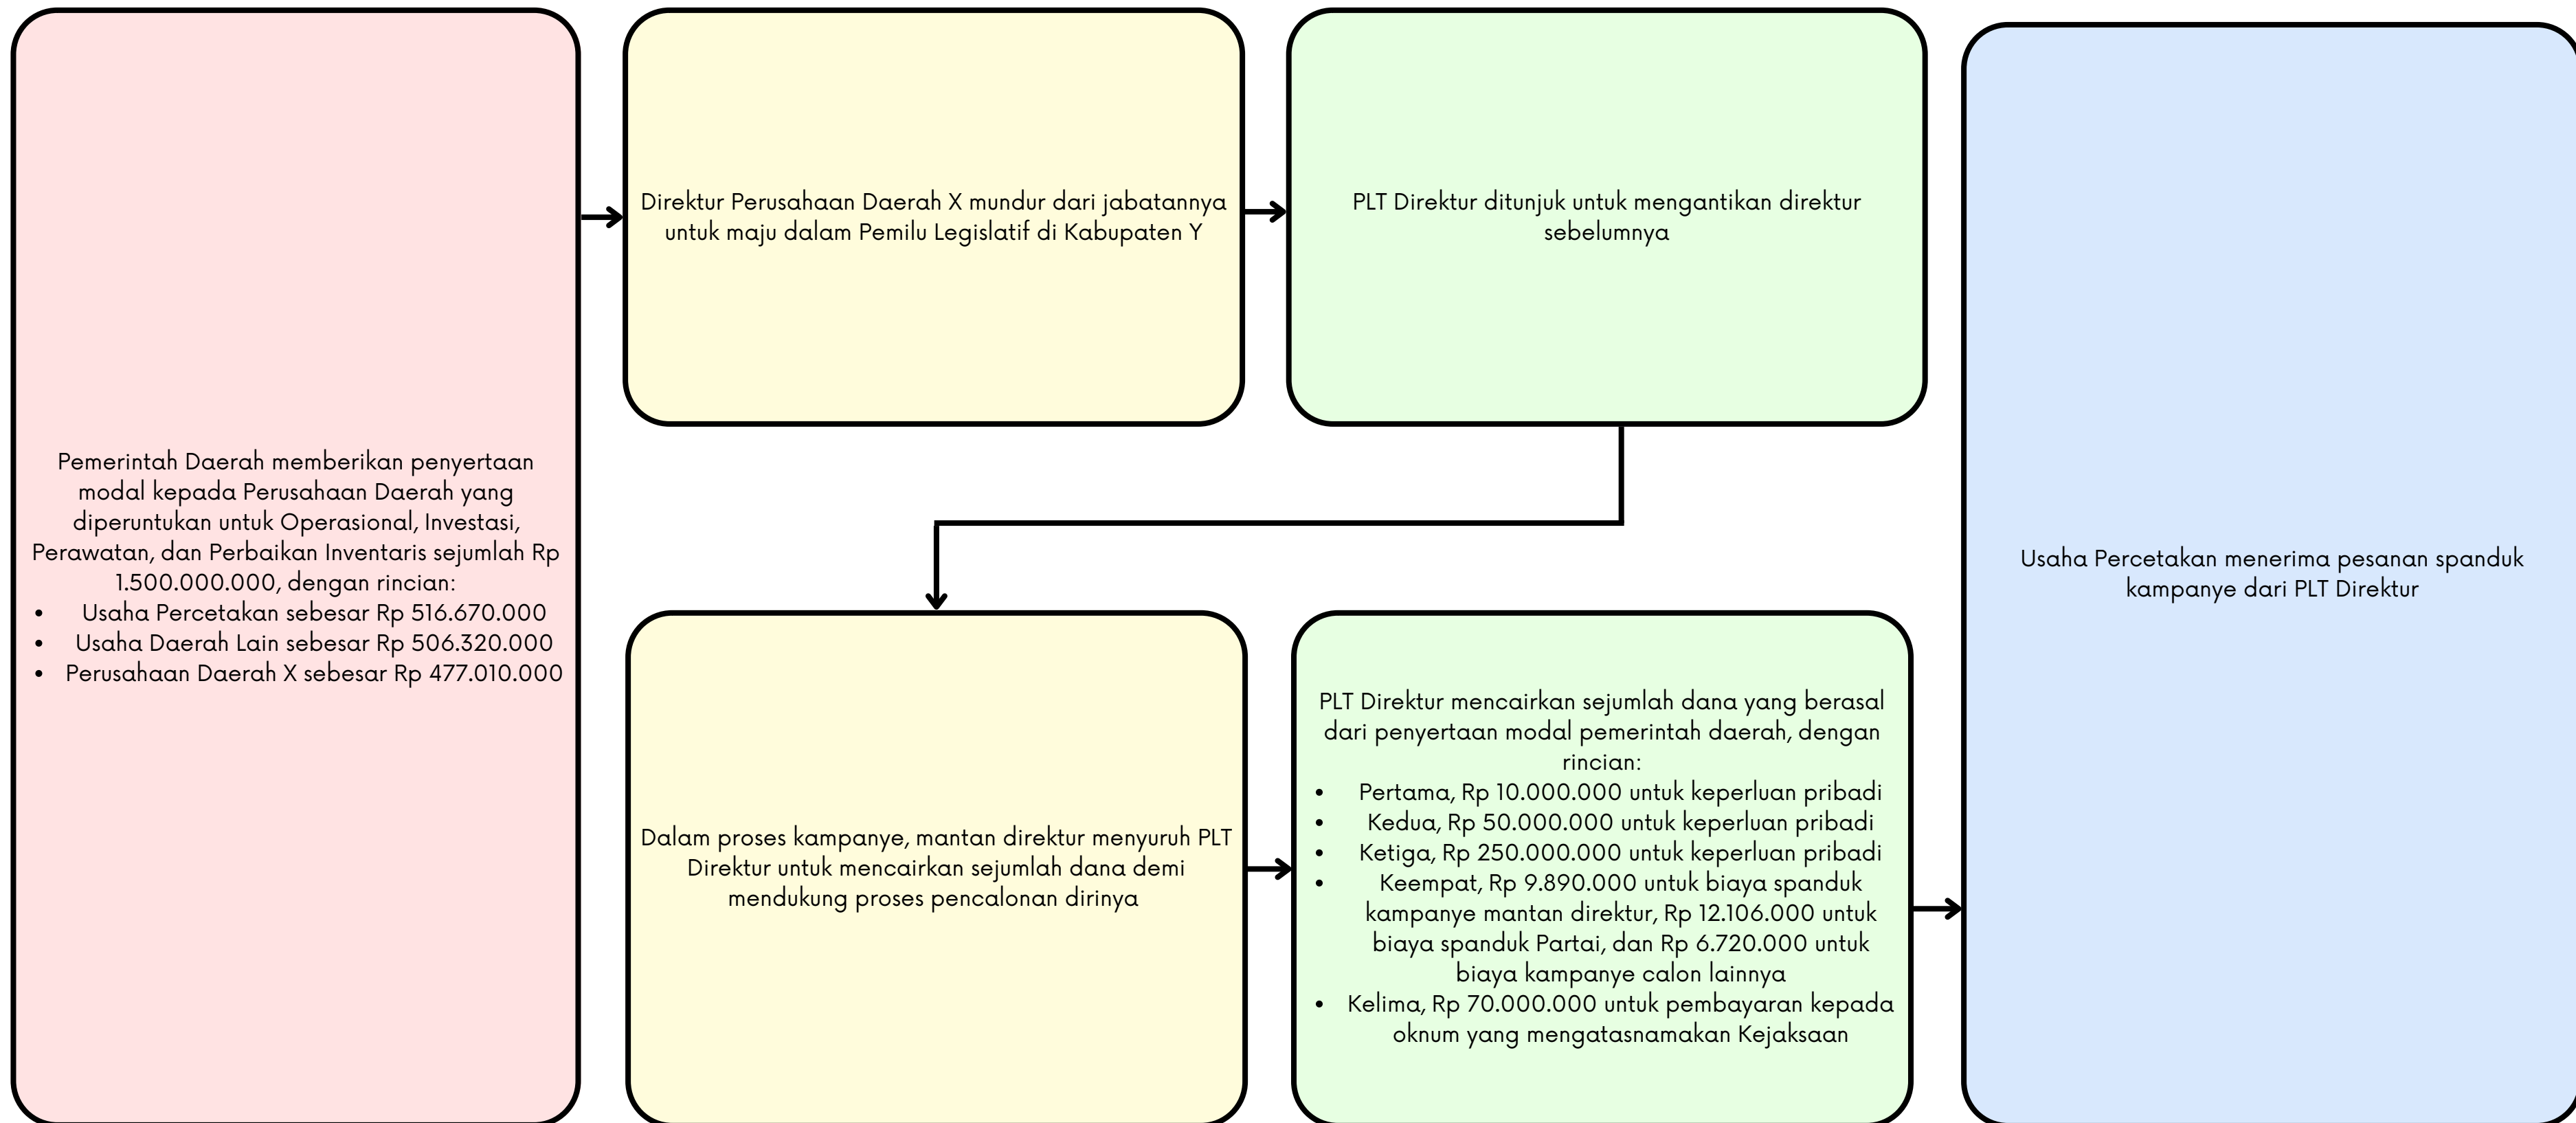 Pemerintah Daerah memberikan penyertaan
modal kepada Perusahaan Daerah yang
diperuntukan untuk Operasional, Investasi,
Perawatan, dan Perbaikan Inventaris sejumlah Rp
1.500.000.000, dengan rincian:
• Usaha Percetakan sebesar Rp 516.670.000
• Usaha Daerah Lain sebesar Rp 506.320.000
• Perusahaan Daerah X sebesar Rp 477.010.000
Direktur Perusahaan Daerah X mundur dari jabatannya
untuk maju dalam Pemilu Legislatif di Kabupaten Y
PLT Direktur ditunjuk untuk mengantikan direktur
sebelumnya
Dalam proses kampanye, mantan direktur menyuruh PLT
Direktur untuk mencairkan sejumlah dana demi
mendukung proses pencalonan dirinya
PLT Direktur mencairkan sejumlah dana yang berasal
dari penyertaan modal pemerintah daerah, dengan
rincian:
• Pertama, Rp 10.000.000 untuk keperluan pribadi
• Kedua, Rp 50.000.000 untuk keperluan pribadi
• Ketiga, Rp 250.000.000 untuk keperluan pribadi
• Keempat, Rp 9.890.000 untuk biaya spanduk
kampanye mantan direktur, Rp 12.106.000 untuk
biaya spanduk Partai, dan Rp 6.720.000 untuk
biaya kampanye calon lainnya
• Kelima, Rp 70.000.000 untuk pembayaran kepada
oknum yang mengatasnamakan Kejaksaan
Usaha Percetakan menerima pesanan spanduk
kampanye dari PLT Direktur